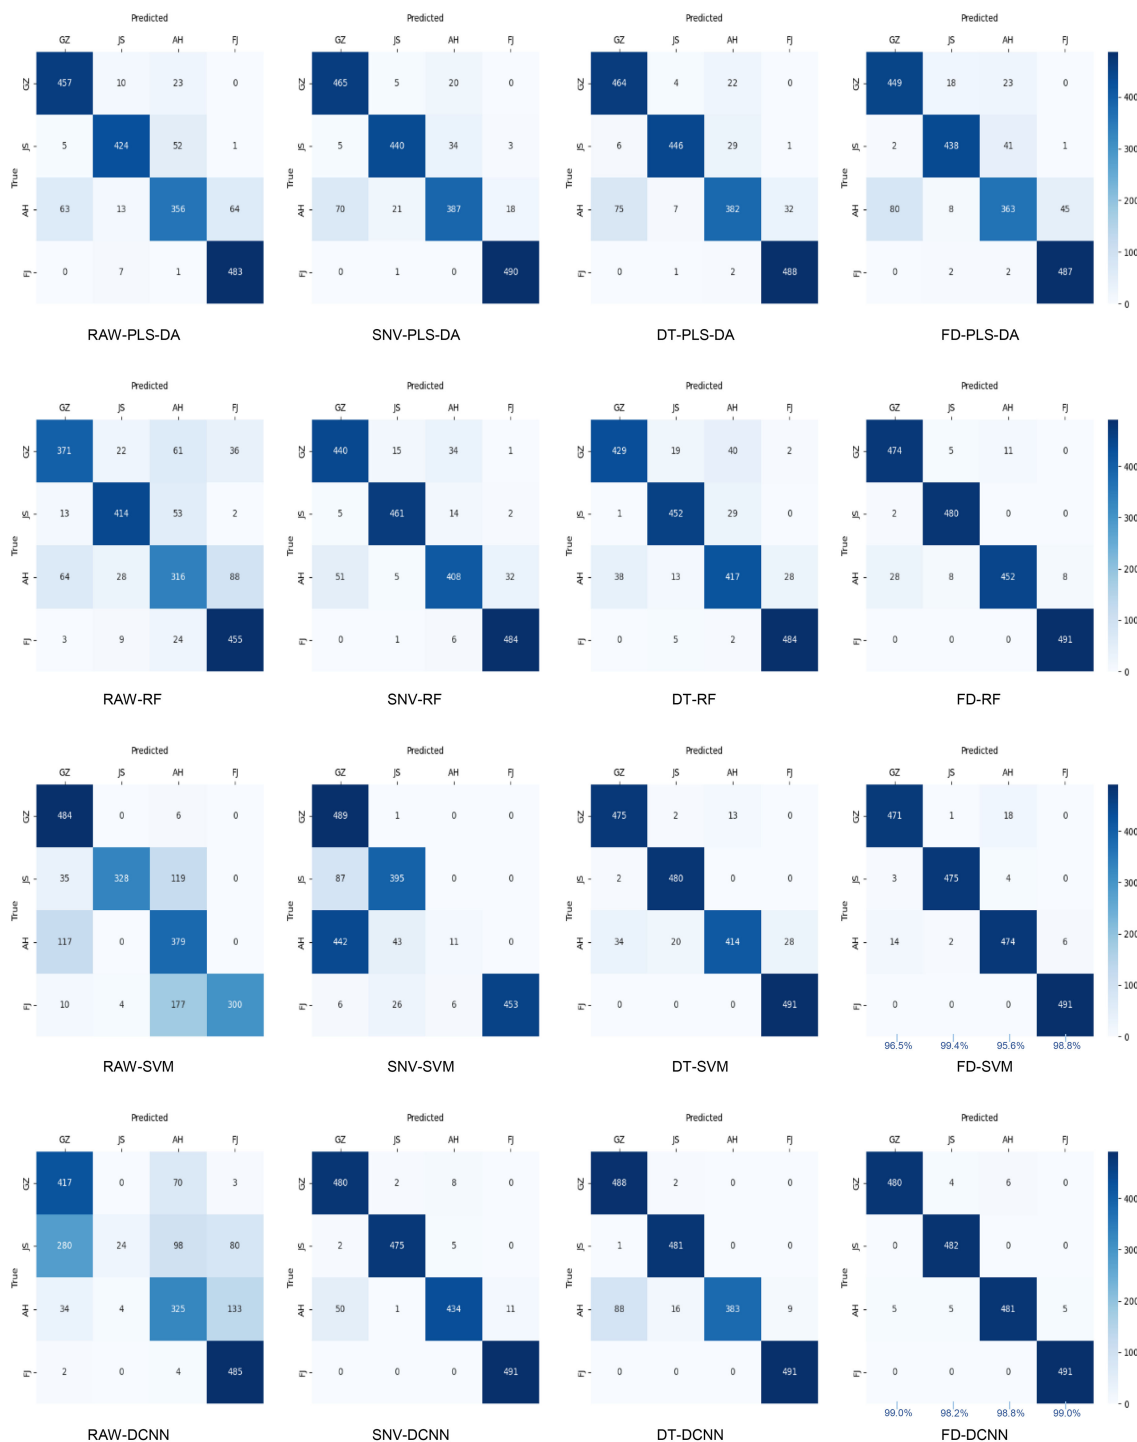 Predicted Predicted Predicted Predicted
GZ JS AH FJ GZ JS AH FJ GZ JS AH FJ GZ JS AH FJ
GZ 457 10 23 0 GZ 465 5 20 0 GZ 464 4 22 0 GZ 449 18 23 0 400
JS 5 424 52 1 JS 5 440 34 3 JS 6 446 29 1 JS 2 438 41 1 300
True True True True
AH 63 13 356 64 AH 70 21 387 18 AH 75 7 382 32 AH 80 8 363 45 200
100
FJ 0 7 1 483 FJ 0 1 0 490 FJ 0 1 2 488 FJ 0 2 2 487
0
RAW-PLS-DA SNV-PLS-DA DT-PLS-DA FD-PLS-DA
Predicted Predicted Predicted Predicted
GZ JS AH FJ GZ JS AH FJ GZ JS AH FJ GZ JS AH FJ
GZ 371 22 61 36 GZ 440 15 34 1 GZ 429 19 40 2 GZ 474 5 11 0
400
JS 13 414 53 2 JS 5 461 14 2 JS 1 452 29 0 JS 2 480 0 0 300
True True True True
AH 64 28 316 88 AH 51 5 408 32 AH 38 13 417 28 AH 28 8 452 8 200
100
FJ 3 9 24 455 FJ 0 1 6 484 FJ 0 5 2 484 FJ 0 0 0 491
0
RAW-RF SNV-RF DT-RF FD-RF
Predicted Predicted Predicted Predicted
GZ JS AH FJ GZ JS AH FJ GZ JS AH FJ GZ JS AH FJ
GZ 484 0 6 0 GZ 489 1 0 0 GZ 475 2 13 0 GZ 471 1 18 0
400
JS 35 328 119 0 JS 87 395 0 0 JS 2 480 0 0 JS 3 475 4 0 300
True True True True
AH 117 0 379 0 AH 442 43 11 0 AH 34 20 414 28 AH 14 2 474 6 200
100
FJ 10 4 177 300 FJ 6 26 6 453 FJ 0 0 0 491 FJ 0 0 0 491
0
96.5% 99.4% 95.6% 98.8%
RAW-SVM SNV-SVM DT-SVM FD-SVM
Predicted Predicted Predicted Predicted
GZ JS AH FJ GZ JS AH FJ GZ JS AH FJ GZ JS AH FJ
GZ 417 0 70 3 GZ 480 2 8 0 GZ 488 2 0 0 GZ 480 4 6 0
400
JS 280 24 98 80 JS 2 475 5 0 JS 1 481 0 0 JS 0 482 0 0 300
True True True True
AH 34 4 325 133 AH 50 1 434 11 AH 88 16 383 9 AH 5 5 481 5 200
100
FJ 2 0 4 485 FJ 0 0 0 491 FJ 0 0 0 491 FJ 0 0 0 491
0
99.0% 98.2% 98.8% 99.0%
RAW-DCNN SNV-DCNN DT-DCNN FD-DCNN